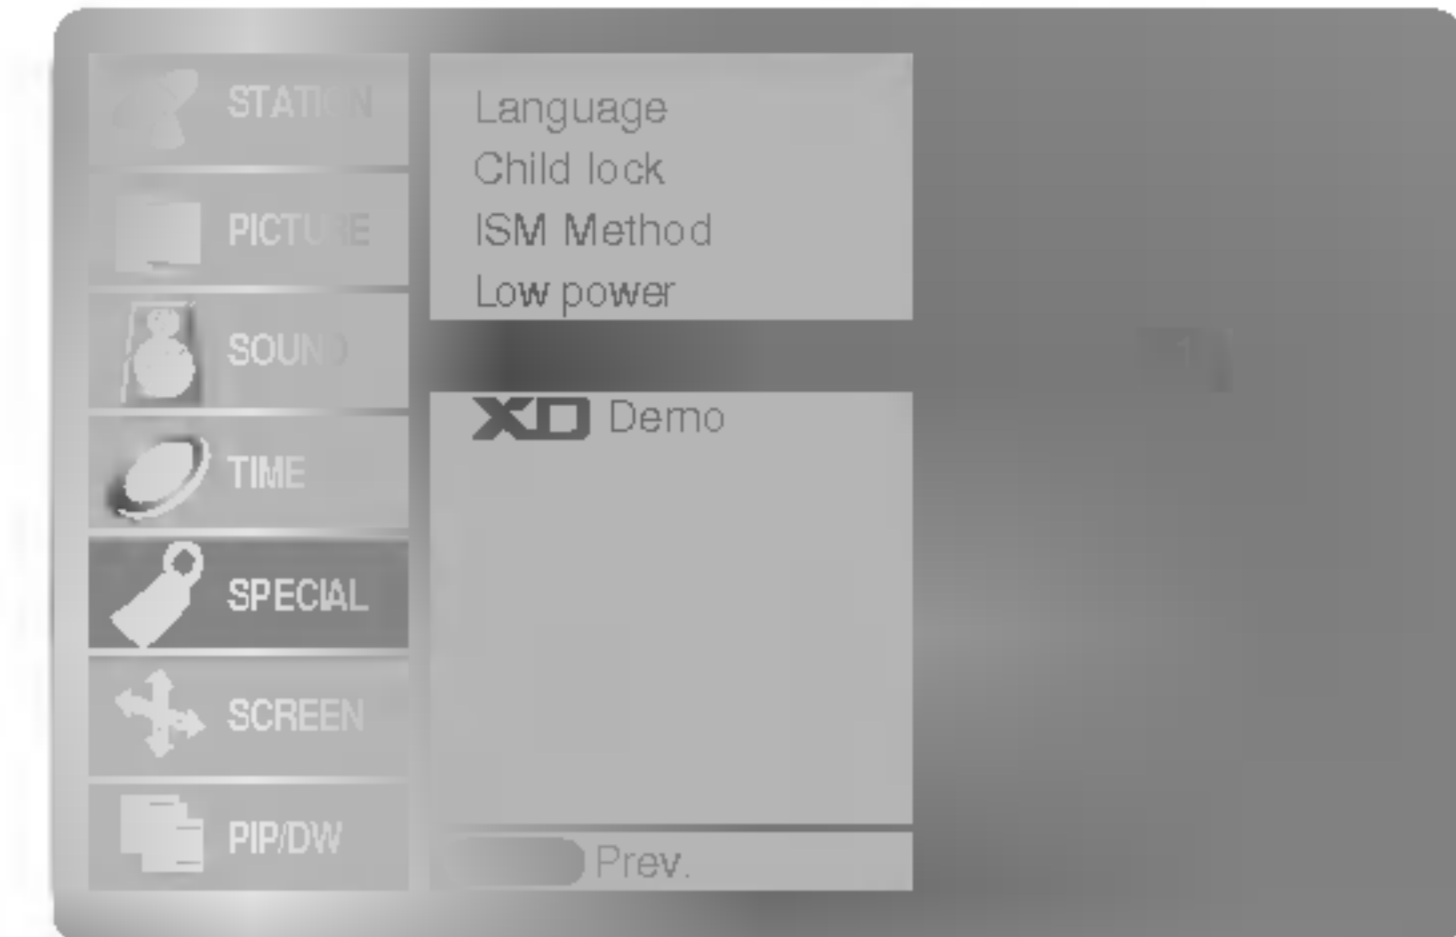 STATION
PICTURE
SOUND
TIME
SPECIAL
SCREEN
PIP/DW
Language
Child lock
ISM Method
Low power
XD Demo
Prev.